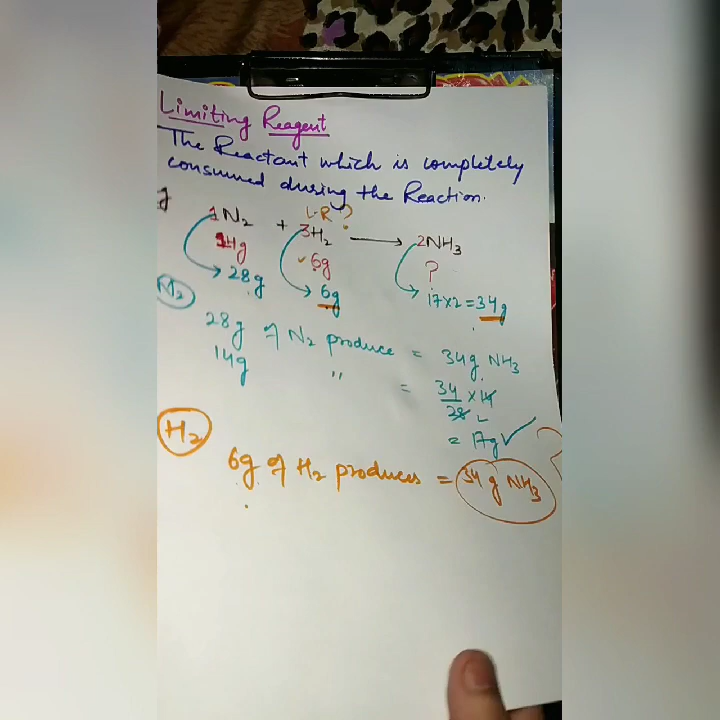 Limiting Reagent
The Reactant which is completely
consumed during the Reaction.
L·R ?
1N₂ + 3H₂ ⟶ 2NH₃
14g 6g ?
28g 6g 17×2=34g
N₂
28g of N₂ produce = 34g NH₃
14g " = 34/28 × 14
= 17g ✓
H₂
6g of H₂ produces = 34 g NH₃